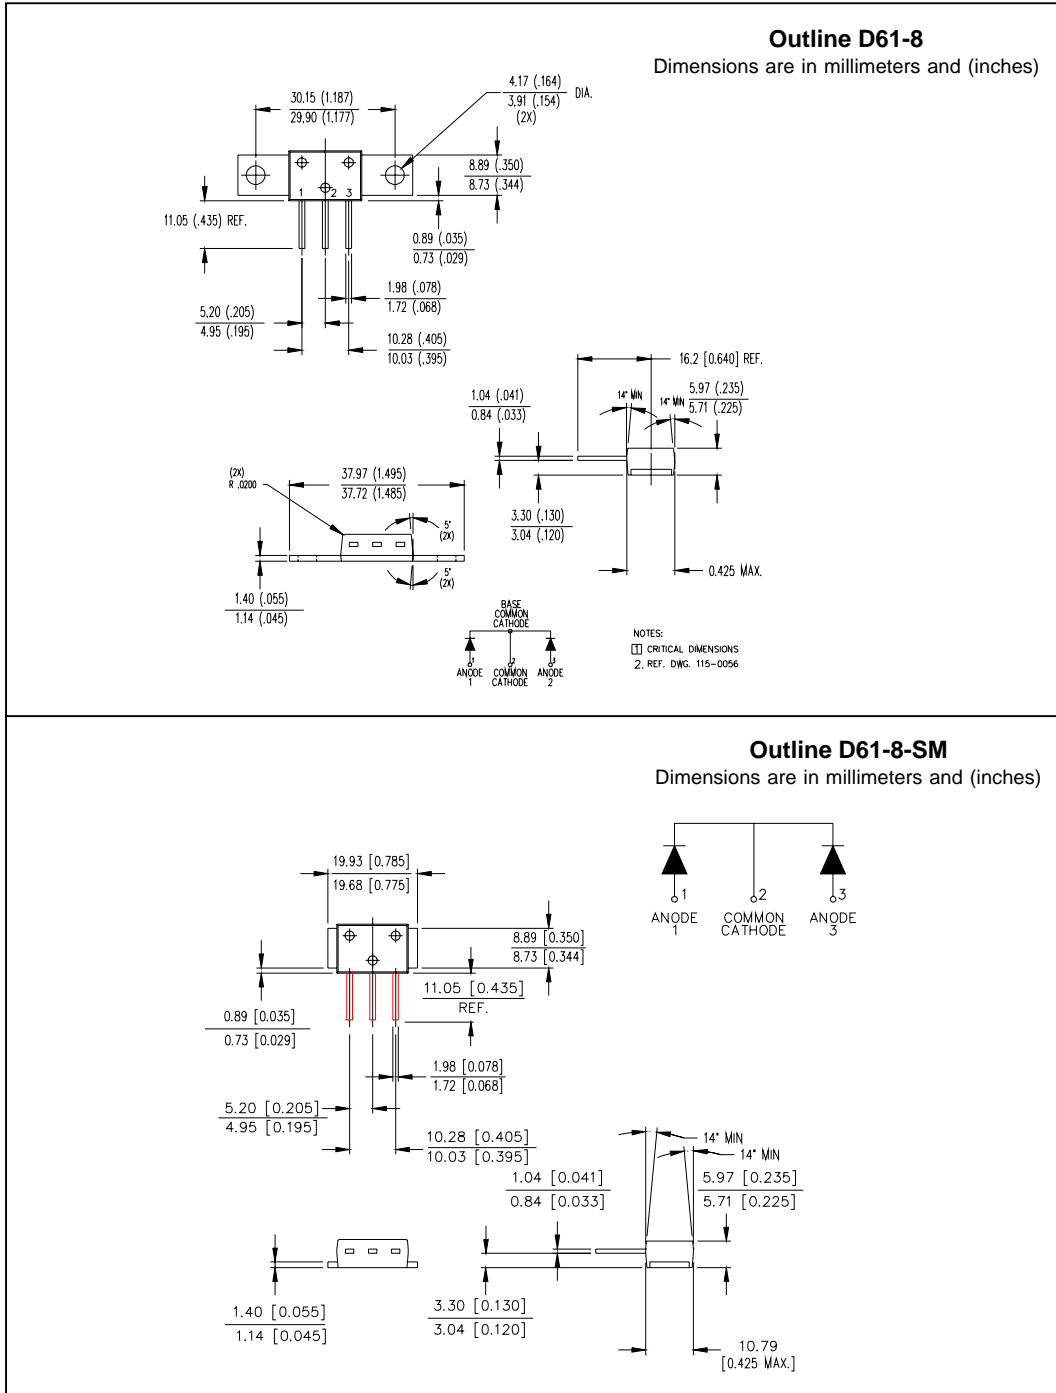 Outline D61-8
Dimensions are in millimeters and (inches)
4.17 (.164)
3.91 (.154)
DIA.
(2X)
30.15 (1.187)
29.90 (1.177)
8.89 (.350)
8.73 (.344)
1 2 3
11.05 (.435) REF.
0.89 (.035)
0.73 (.029)
1.98 (.078)
1.72 (.068)
5.20 (.205)
4.95 (.195)
10.28 (.405)
10.03 (.395)
16.2 [0.640] REF.
1.04 (.041)
0.84 (.033)
14° MIN
14° MIN
5.97 (.235)
5.71 (.225)
(2X)
R .0200
37.97 (1.495)
37.72 (1.485)
5°
(2X)
5°
(2X)
3.30 (.130)
3.04 (.120)
0.425 MAX.
1.40 (.055)
1.14 (.045)
BASE
COMMON
CATHODE
1 2 3
ANODE
1
COMMON
CATHODE
ANODE
2
NOTES:
1 CRITICAL DIMENSIONS
2. REF. DWG. 115-0056
Outline D61-8-SM
Dimensions are in millimeters and (inches)
1 2 3
ANODE
1
COMMON
CATHODE
ANODE
3
19.93 [0.785]
19.68 [0.775]
8.89 [0.350]
8.73 [0.344]
11.05 [0.435]
REF.
0.89 [0.035]
0.73 [0.029]
1.98 [0.078]
1.72 [0.068]
5.20 [0.205]
4.95 [0.195]
10.28 [0.405]
10.03 [0.395]
14° MIN
14° MIN
1.04 [0.041]
0.84 [0.033]
5.97 [0.235]
5.71 [0.225]
1.40 [0.055]
1.14 [0.045]
3.30 [0.130]
3.04 [0.120]
10.79
[0.425 MAX.]